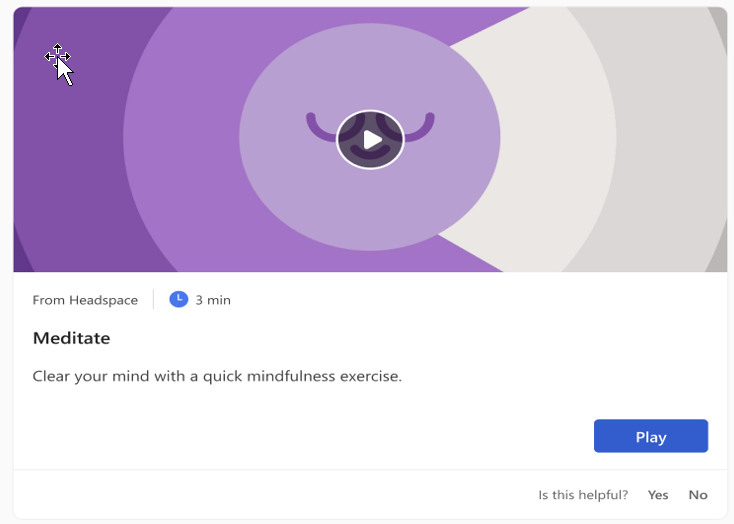 From Headspace
3 min
Meditate
Clear your mind with a quick mindfulness exercise.
Play
Is this helpful? Yes No